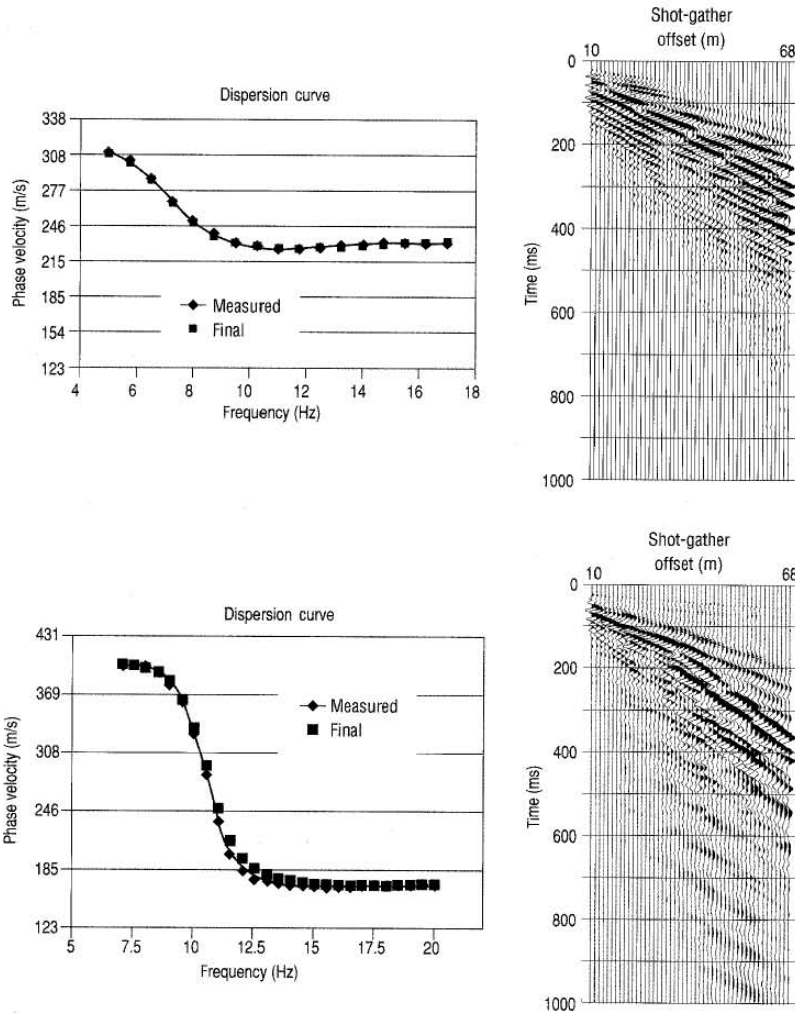 Shot-gather
offset (m)
10 68
0
200
400
600
800
1000
Time (ms)
Dispersion curve
338
308
277
246
215
185
154
123
Phase velocity (m/s)
Measured
Final
4 6 8 10 12 14 16 18
Frequency (Hz)
Shot-gather
offset (m)
10 68
0
200
400
600
800
1000
Time (ms)
Dispersion curve
431
369
308
246
185
123
Phase velocity (m/s)
Measured
Final
5 7.5 10 12.5 15 17.5 20
Frequency (Hz)